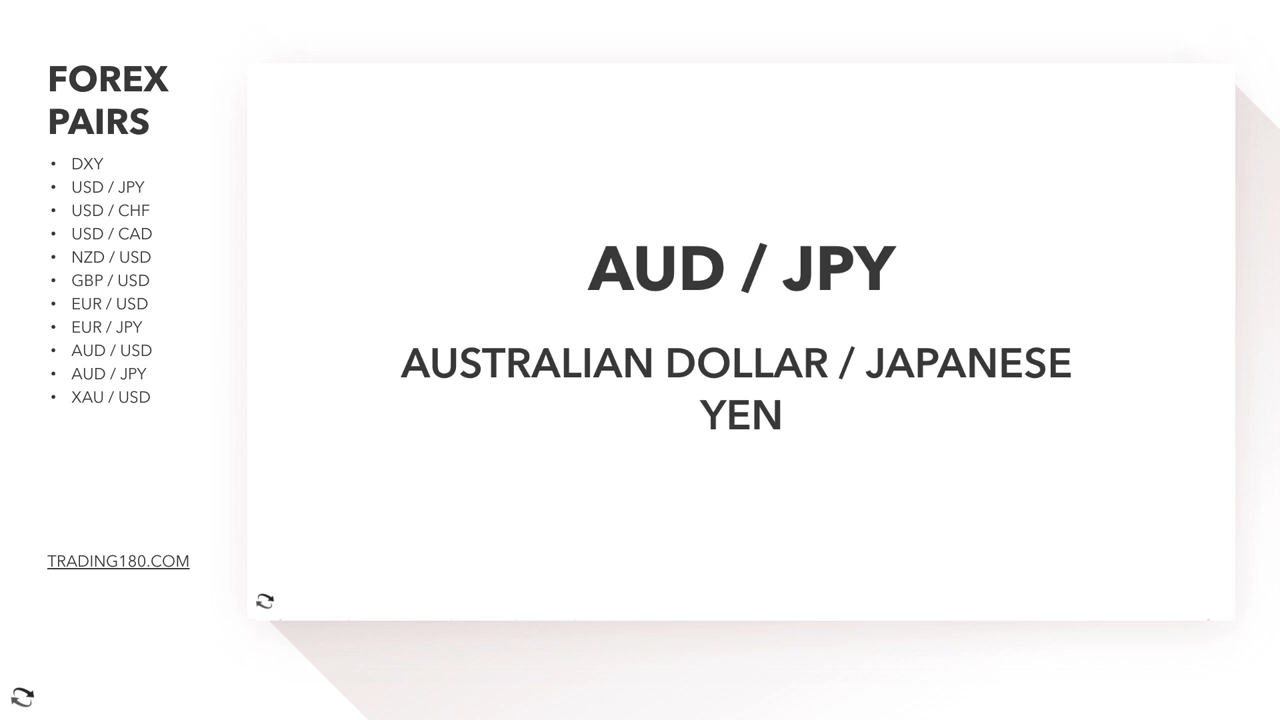 FOREX
PAIRS
• DXY
• USD / JPY
• USD / CHF
• USD / CAD
• NZD / USD
• GBP / USD
• EUR / USD
• EUR / JPY
• AUD / USD
• AUD / JPY
• XAU / USD
TRADING180.COM
AUD / JPY
AUSTRALIAN DOLLAR / JAPANESE
YEN